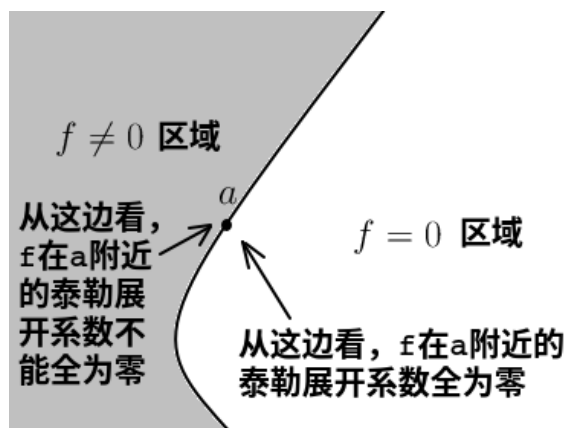 f ≠ 0 区域
a
从这边看，
f在a附近
的泰勒展
开系数不
能全为零
f = 0 区域
从这边看，f在a附近的
泰勒展开系数全为零